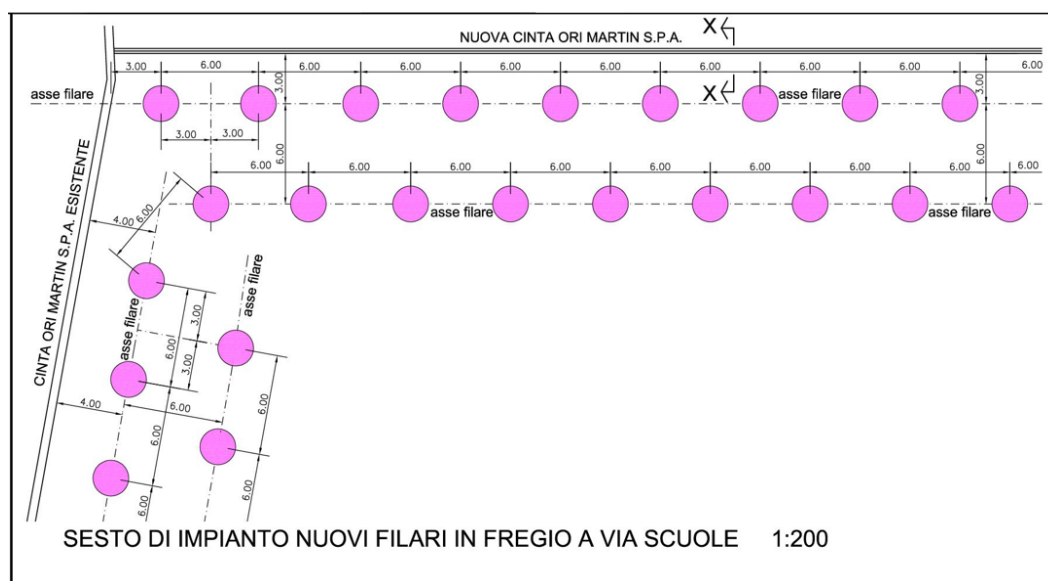 NUOVA CINTA ORI MARTIN S.P.A.
X
3.00 6.00 6.00 6.00 6.00 6.00 6.00 6.00 6.00 6.00
3.00 3.00
asse filare X asse filare
3.00 3.00
6.00 6.00
6.00 6.00 6.00 6.00 6.00 6.00 6.00 6.00 6.00
asse filare asse filare
4.00 6.00
CINTA ORI MARTIN S.P.A. ESISTENTE
asse filare asse filare
3.00
6.00 3.00
6.00
4.00 6.00
6.00
6.00 6.00
SESTO DI IMPIANTO NUOVI FILARI IN FREGIO A VIA SCUOLE 1:200